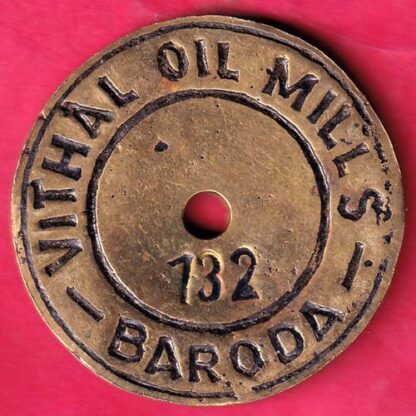 VITHAL OIL MILLS
132
— BARODA —